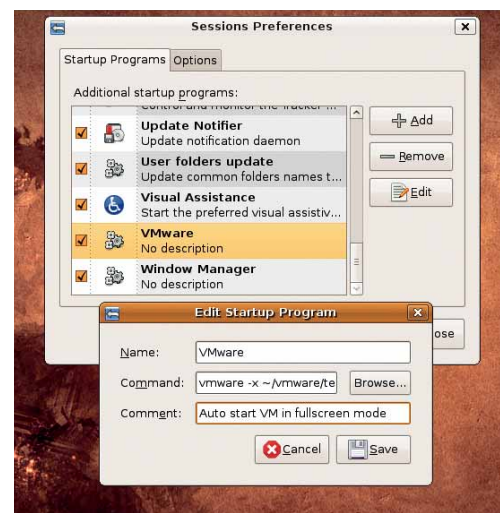 Sessions Preferences
Startup Programs
Options
Additional startup programs:
Control and monitor the Tracker ...
Update Notifier
Update notification daemon
User folders update
Update common folders names t...
Visual Assistance
Start the preferred visual assistiv...
VMware
No description
Window Manager
No description
Add
Remove
Edit
ose
Edit Startup Program
Name:
VMware
Command:
vmware -x ~/vmware/te
Browse...
Comment:
Auto start VM in fullscreen mode
Cancel
Save